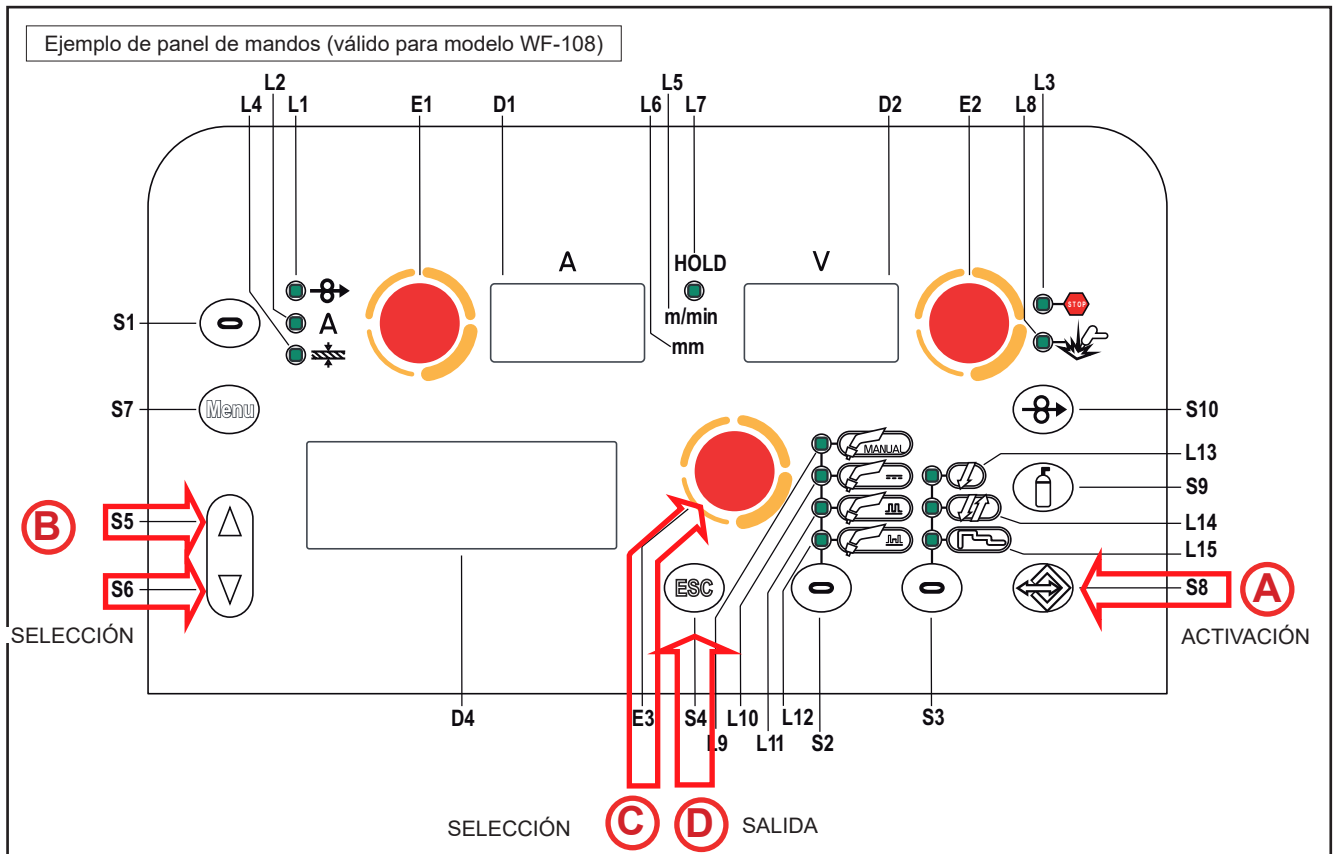 Ejemplo de panel de mandos (válido para modelo WF-108)
L2
L5
L3
L4 L1 E1 D1 L6 L7 D2 E2 L8
A HOLD V
STOP
m/min
S1 A
mm
S7 Menu
S10
MANUAL
L13
S9
B S5
L14
L15
S6 ESC S8 A
SELECCIÓN
ACTIVACIÓN
D4 E3 S4 L10 L12 S3
L9 L11 S2
SELECCIÓN C D SALIDA